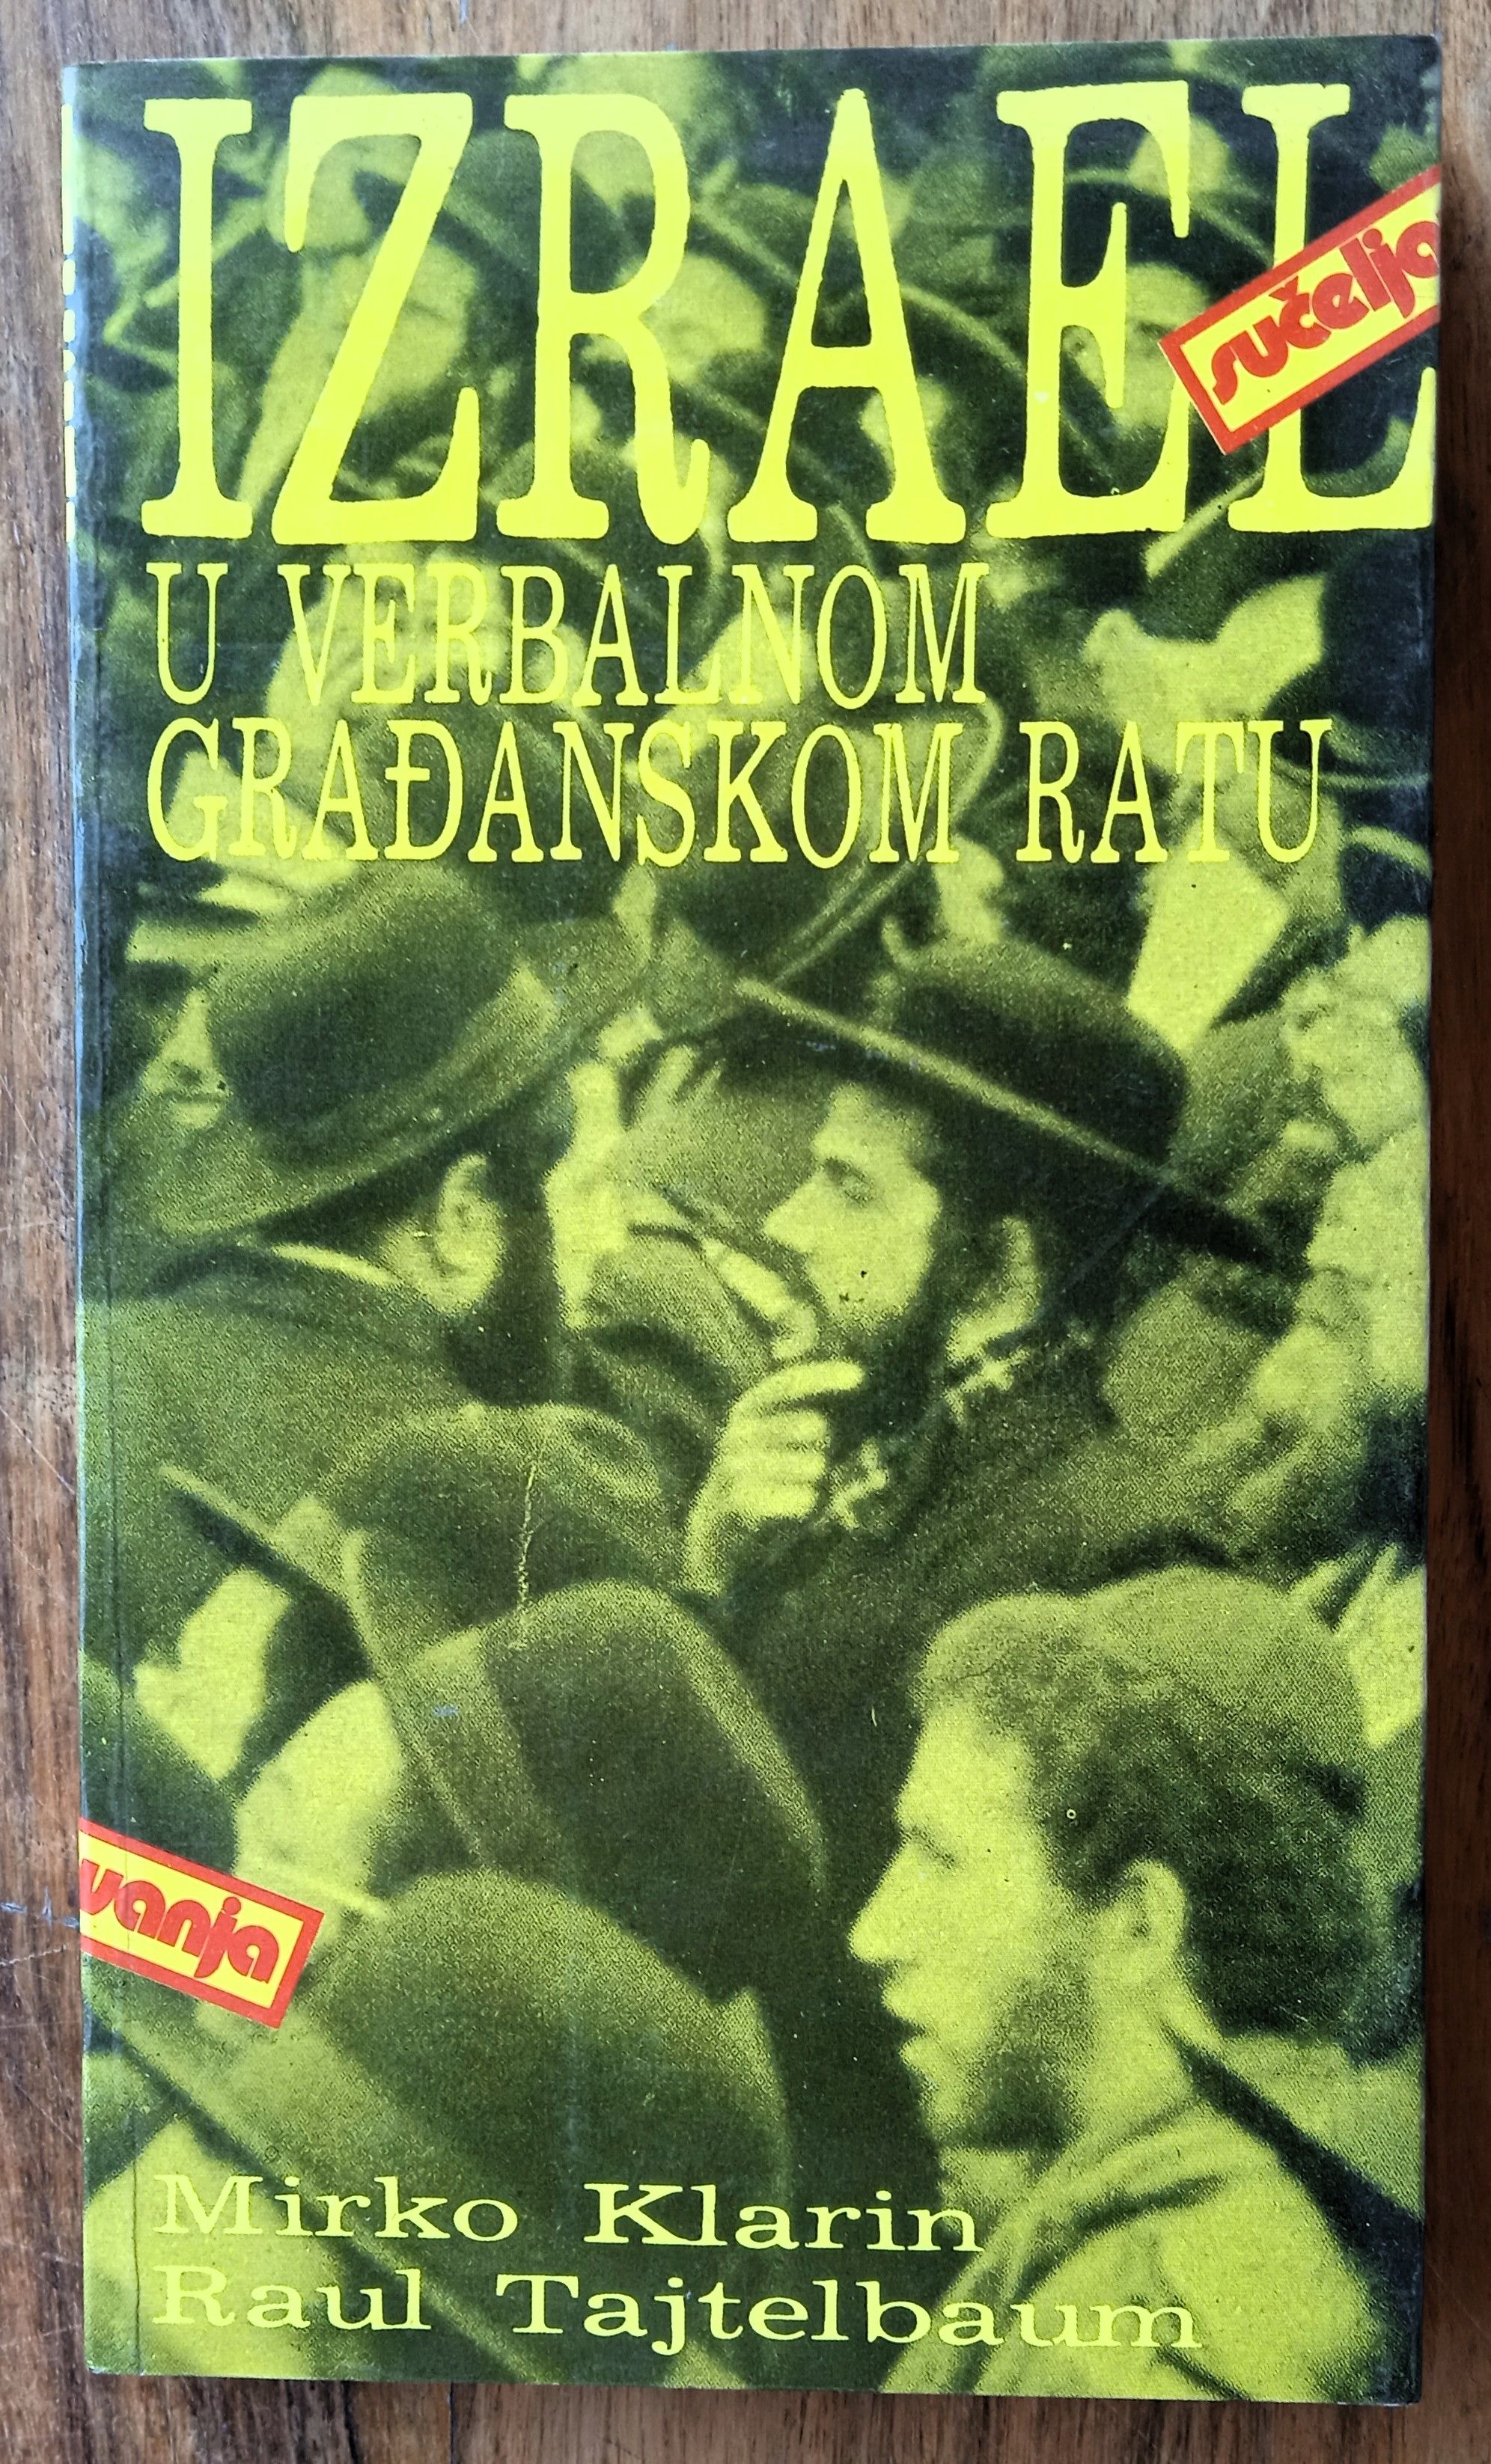 IZRAEL
sučelja
U VERBALNOM
GRAĐANSKOM RATU
vanja
Mirko Klarin
Raul Tajtelbaum